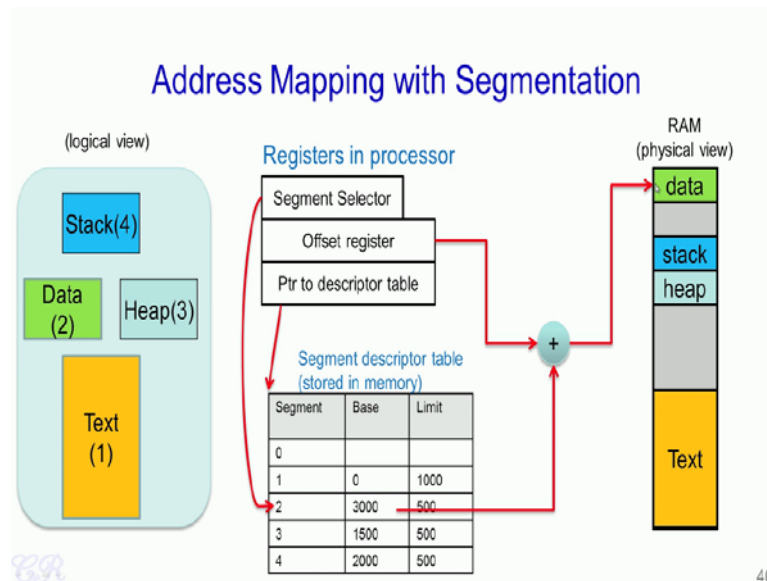 Address Mapping with Segmentation
(logical view)
Stack(4)
Data
(2)
Heap(3)
Text
(1)
Registers in processor
Segment Selector
Offset register
Ptr to descriptor table
+
Segment descriptor table
(stored in memory)
Segment Base Limit
0
1 0 1000
2 3000 500
3 1500 500
4 2000 500
RAM
(physical view)
data
stack
heap
Text
CR